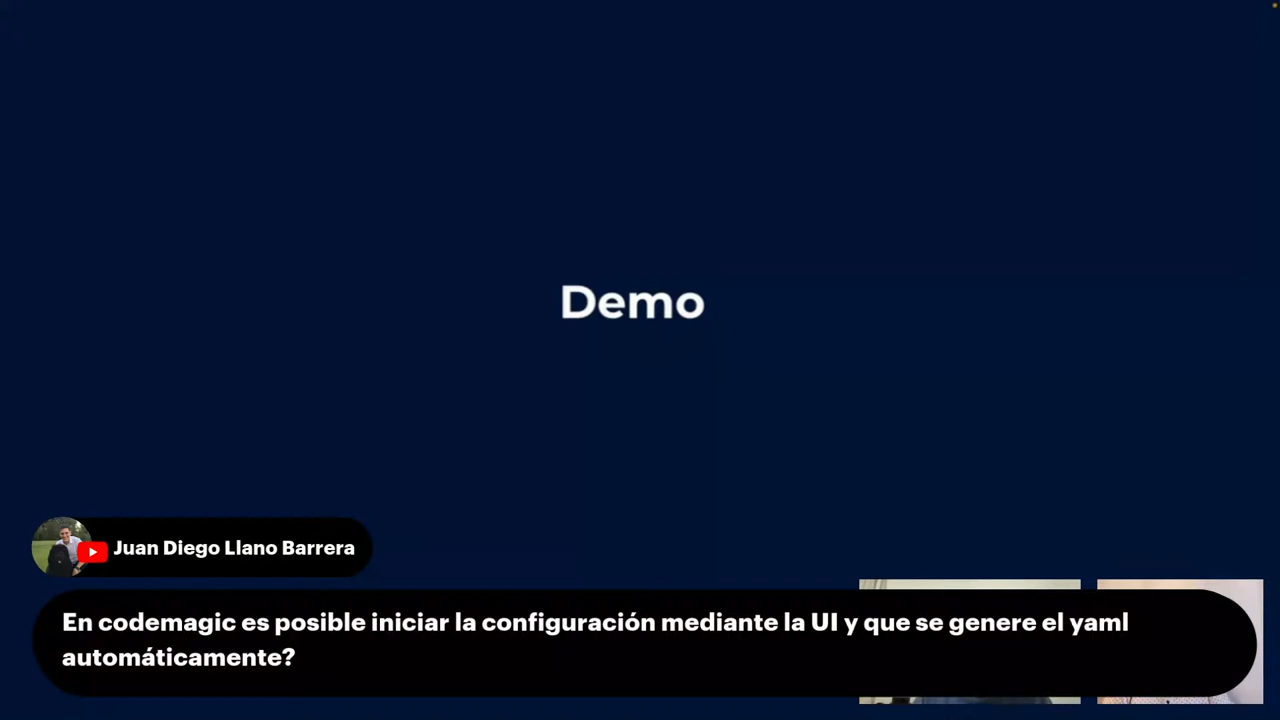 Demo
Juan Diego Llano Barrera
En codemagic es posible iniciar la configuración mediante la UI y que se genere el yaml
automáticamente?